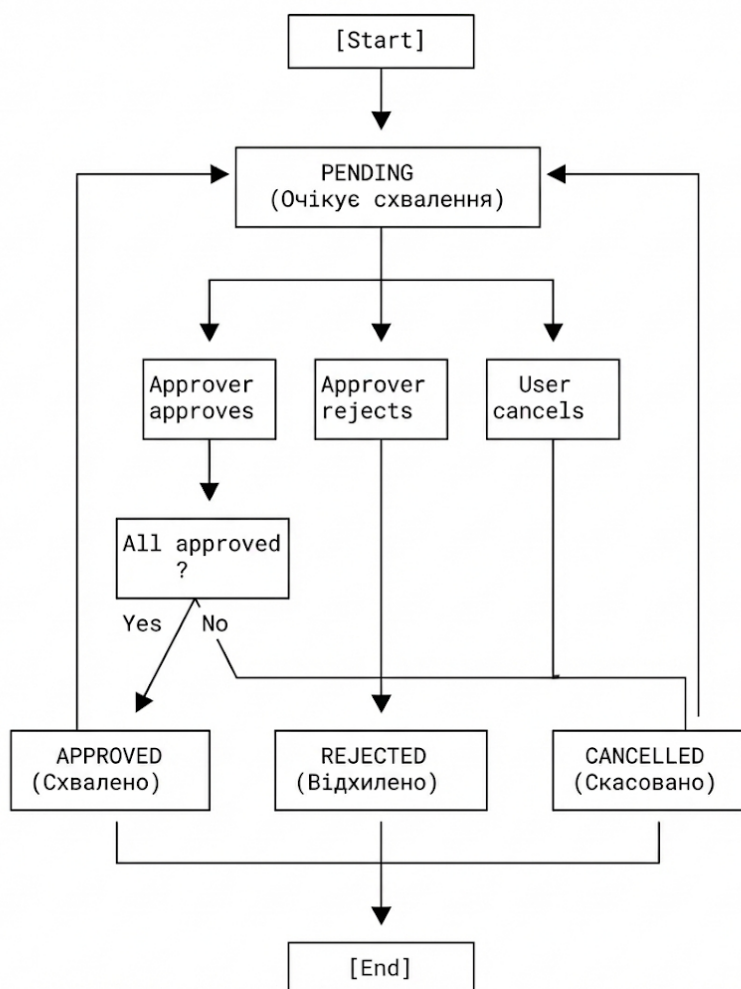 [Start]
PENDING
(Очікує схвалення)
Approver
approves
Approver
rejects
User
cancels
All approved
?
Yes
No
APPROVED
(Схвалено)
REJECTED
(Відхилено)
CANCELLED
(Скасовано)
[End]